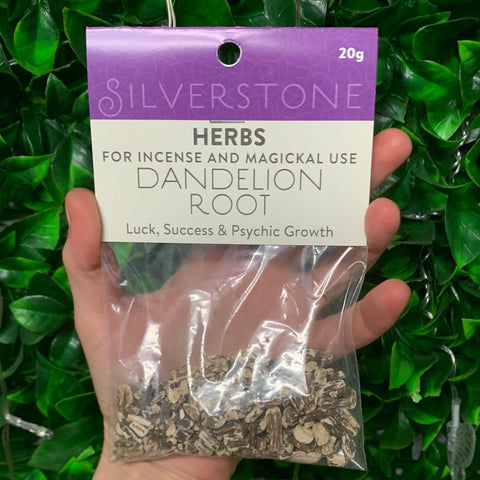 20g
SILVERSTONE
HERBS
FOR INCENSE AND MAGICKAL USE
DANDELION
ROOT
Luck, Success & Psychic Growth